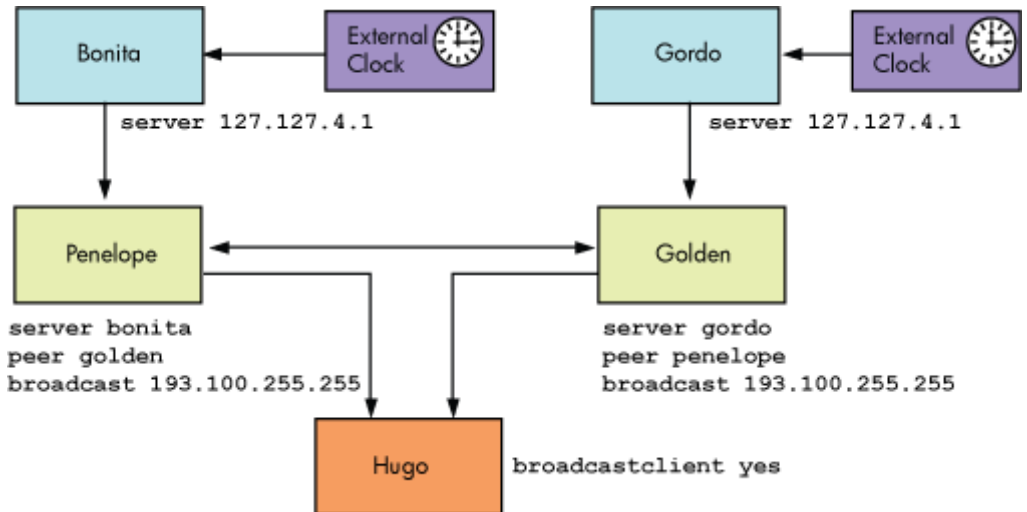 Bonita
External
Clock
Gordo
External
Clock
server 127.127.4.1
server 127.127.4.1
Penelope
Golden
server bonita
peer golden
broadcast 193.100.255.255
server gordo
peer penelope
broadcast 193.100.255.255
Hugo
broadcastclient yes